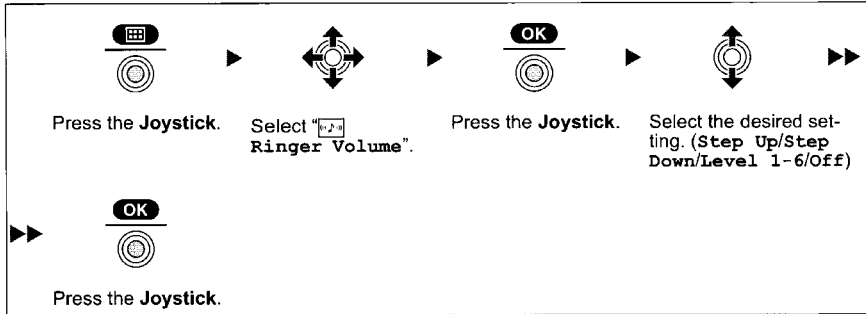 OK
Press the Joystick.
Select "
Ringer Volume".
Press the Joystick.
Select the desired set-
ting. (Step Up/Step
Down/Level 1-6/Off)
OK
Press the Joystick.